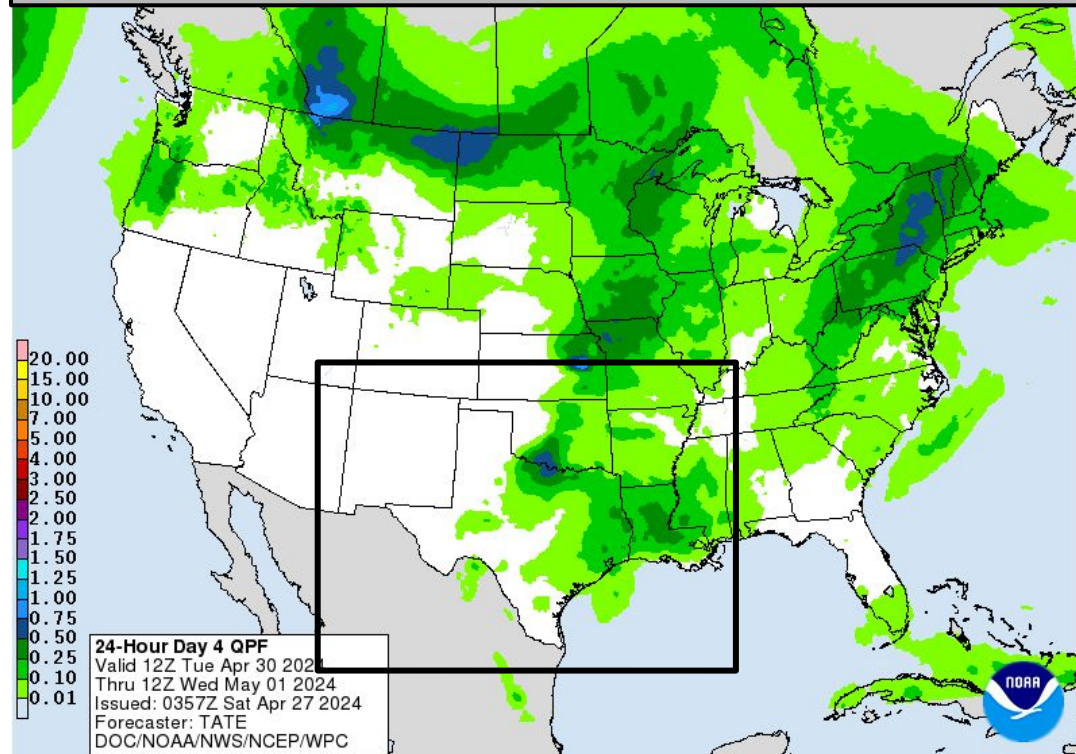 20.00
15.00
10.00
7.00
5.00
4.00
3.00
2.50
2.00
1.75
1.50
1.25
1.00
0.75
0.50
0.25
0.10
0.01
24-Hour Day 4 QPF
Valid 12Z Tue Apr 30 2024
Thru 12Z Wed May 01 2024
Issued: 0357Z Sat Apr 27 2024
Forecaster: TATE
DOC/NOAA/NWS/NCEP/WPC
NOAA